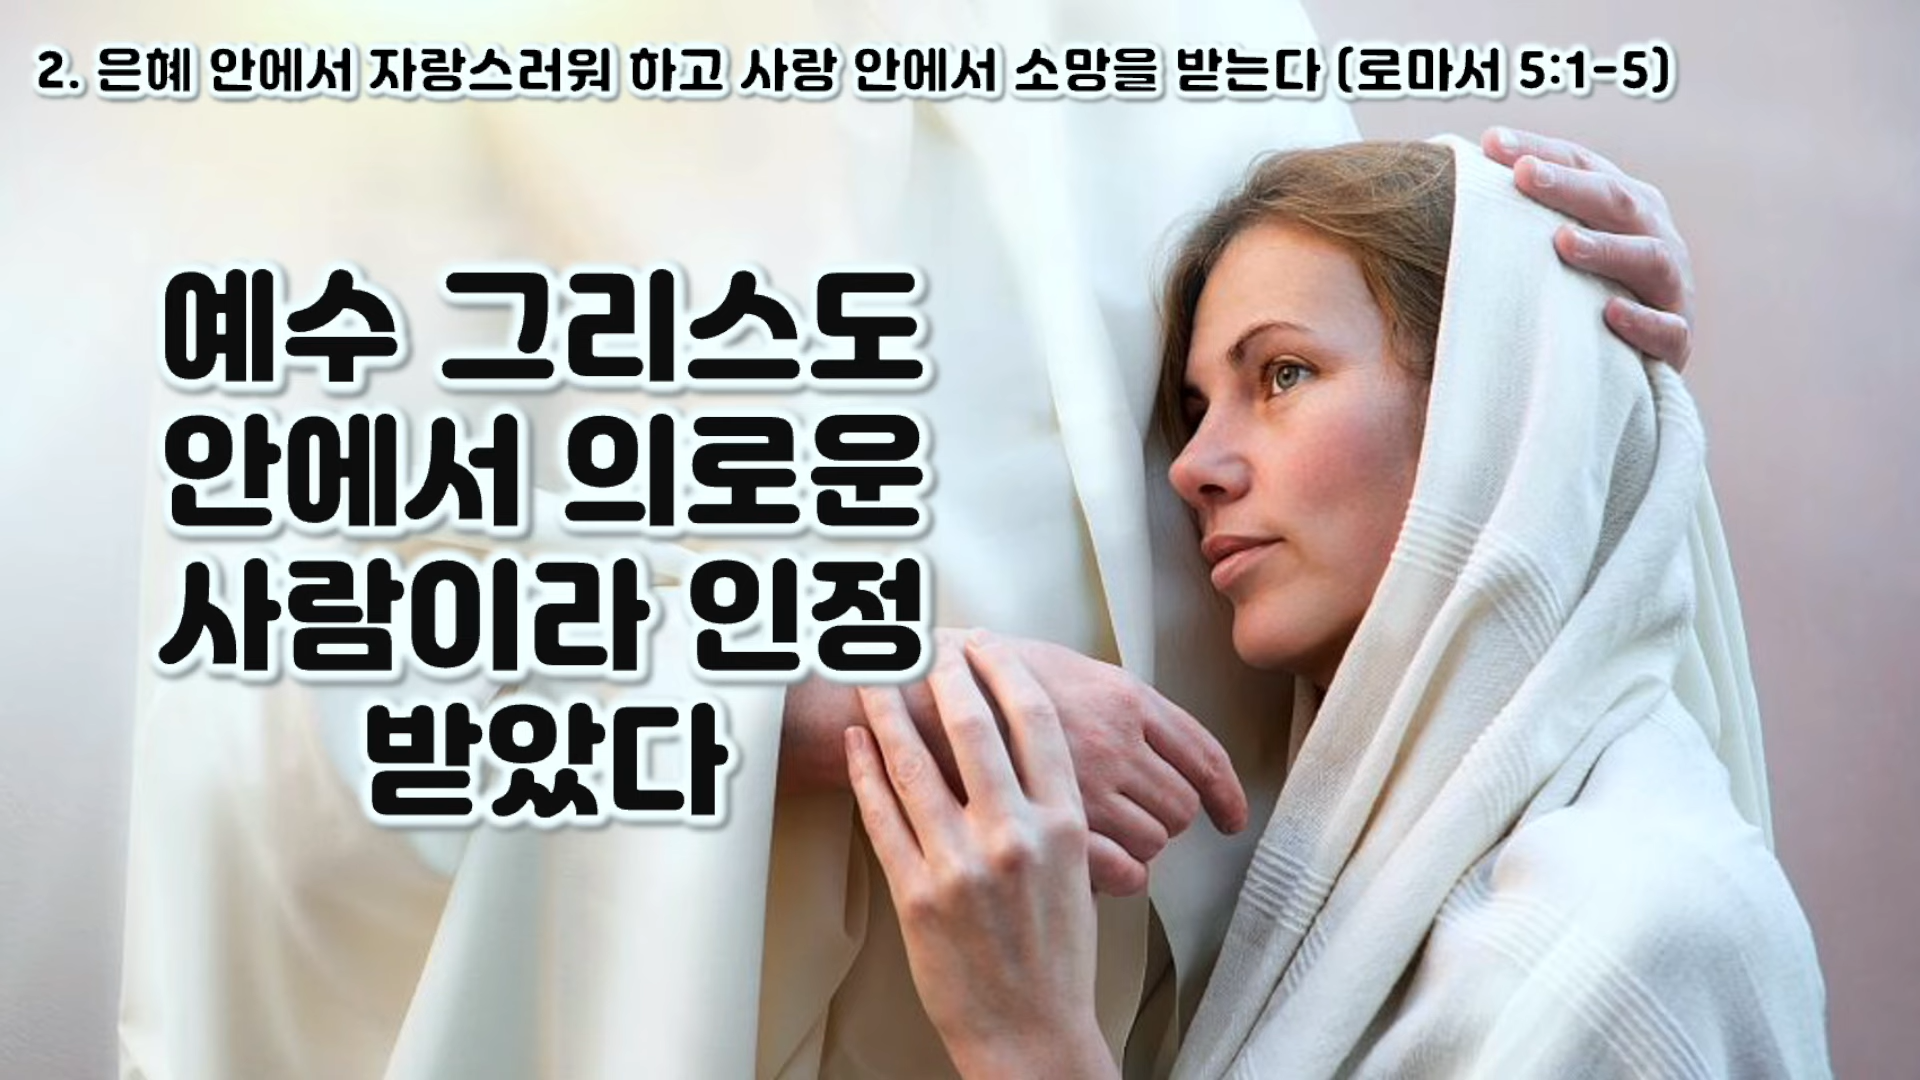 2. 은혜 안에서 자랑스러워 하고 사랑 안에서 소망을 받는다 (로마서 5:1-5)
예수 그리스도
안에서 의로운
사람이라 인정
받았다